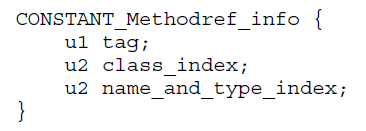 CONSTANT_Methodref_info {
    u1 tag;
    u2 class_index;
    u2 name_and_type_index;
}